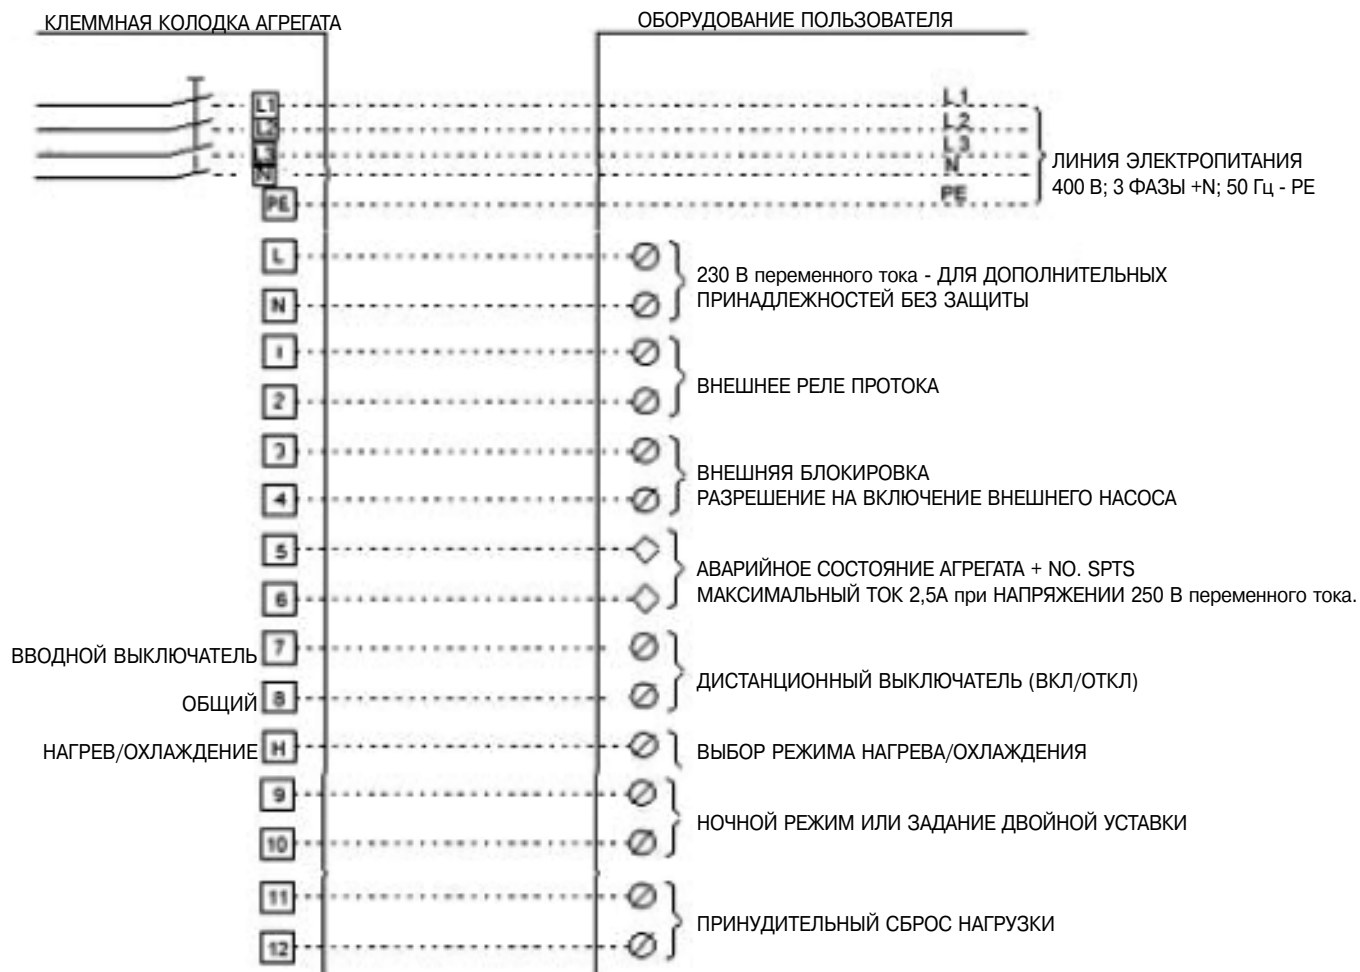 КЛЕММНАЯ КОЛОДКА АГРЕГАТА
ОБОРУДОВАНИЕ ПОЛЬЗОВАТЕЛЯ
L1 L1
L2 L2
L3 L3
N N
PE PE
ЛИНИЯ ЭЛЕКТРОПИТАНИЯ
400 В; 3 ФАЗЫ +N; 50 Гц - PE
L
N
230 В переменного тока - ДЛЯ ДОПОЛНИТЕЛЬНЫХ
ПРИНАДЛЕЖНОСТЕЙ БЕЗ ЗАЩИТЫ
1
2
ВНЕШНЕЕ РЕЛЕ ПРОТОКА
3
4
ВНЕШНЯЯ БЛОКИРОВКА
РАЗРЕШЕНИЕ НА ВКЛЮЧЕНИЕ ВНЕШНЕГО НАСОСА
5
6
АВАРИЙНОЕ СОСТОЯНИЕ АГРЕГАТА + NO. SPTS
МАКСИМАЛЬНЫЙ ТОК 2,5А при НАПРЯЖЕНИИ 250 В переменного тока.
ВВОДНОЙ ВЫКЛЮЧАТЕЛЬ 7
ОБЩИЙ 8
ДИСТАНЦИОННЫЙ ВЫКЛЮЧАТЕЛЬ (ВКЛ/ОТКЛ)
НАГРЕВ/ОХЛАЖДЕНИЕ H
ВЫБОР РЕЖИМА НАГРЕВА/ОХЛАЖДЕНИЯ
9
10
НОЧНОЙ РЕЖИМ ИЛИ ЗАДАНИЕ ДВОЙНОЙ УСТАВКИ
11
12
ПРИНУДИТЕЛЬНЫЙ СБРОС НАГРУЗКИ